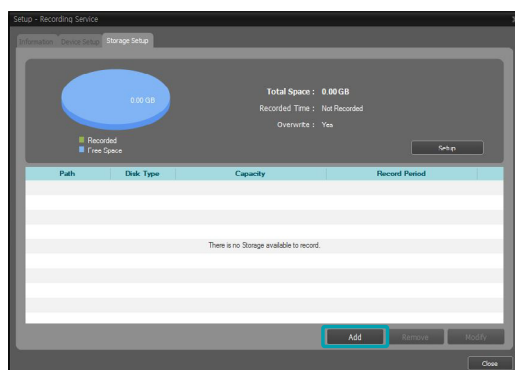 Setup - Recording Service
Information Device Setup Storage Setup
0.00 GB
Total Space : 0.00 GB
Recorded Time : Not Recorded
Overwrite : Yes
Recorded
Free Space
Setup
Path Disk Type Capacity Record Period
There is no Storage available to record.
Add Remove Modify
Close